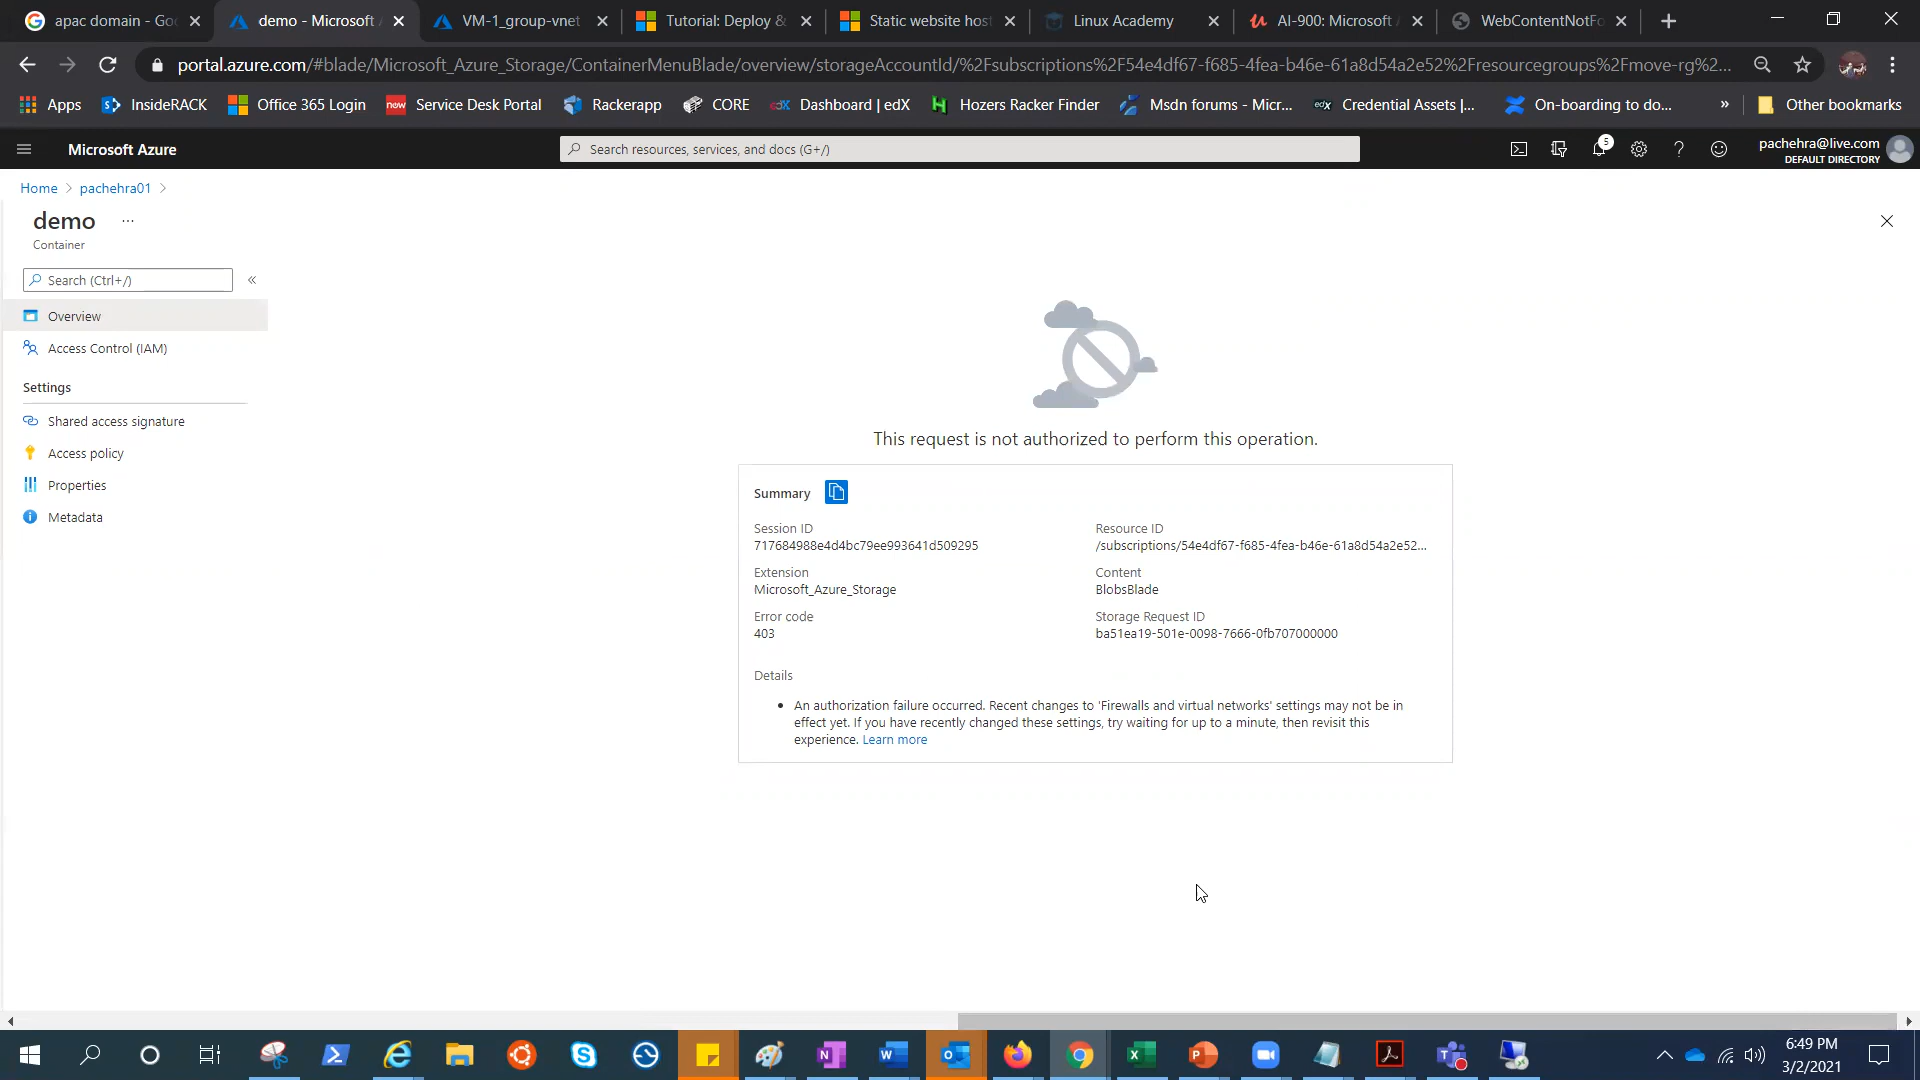 apac domain - Goo
demo - Microsoft A
VM-1_group-vnet
Tutorial: Deploy &
Static website host
Linux Academy
AI-900: Microsoft A
WebContentNotFo
portal.azure.com/#blade/Microsoft_Azure_Storage/ContainerMenuBlade/overview/storageAccountId/%2Fsubscriptions%2F54e4df67-f685-4fea-b46e-61a8d54a2e52%2Fresourcegroups%2Fmove-rg%2...
Apps
InsideRACK
Office 365 Login
now
Service Desk Portal
Rackerapp
CORE
edX
Dashboard | edX
Hozers Racker Finder
Msdn forums - Micr...
edX
Credential Assets |...
On-boarding to do...
»
Other bookmarks
Microsoft Azure
Search resources, services, and docs (G+/)
5
pachehra@live.com
DEFAULT DIRECTORY
Home > pachehra01 >
demo ...
Container
Search (Ctrl+/)
«
Overview
Access Control (IAM)
Settings
Shared access signature
Access policy
Properties
Metadata
This request is not authorized to perform this operation.
Summary
Session ID
717684988e4d4bc79ee993641d509295
Resource ID
/subscriptions/54e4df67-f685-4fea-b46e-61a8d54a2e52...
Extension
Microsoft_Azure_Storage
Content
BlobsBlade
Error code
403
Storage Request ID
ba51ea19-501e-0098-7666-0fb707000000
Details
• An authorization failure occurred. Recent changes to 'Firewalls and virtual networks' settings may not be in
effect yet. If you have recently changed these settings, try waiting for up to a minute, then revisit this
experience. Learn more
6:49 PM
3/2/2021